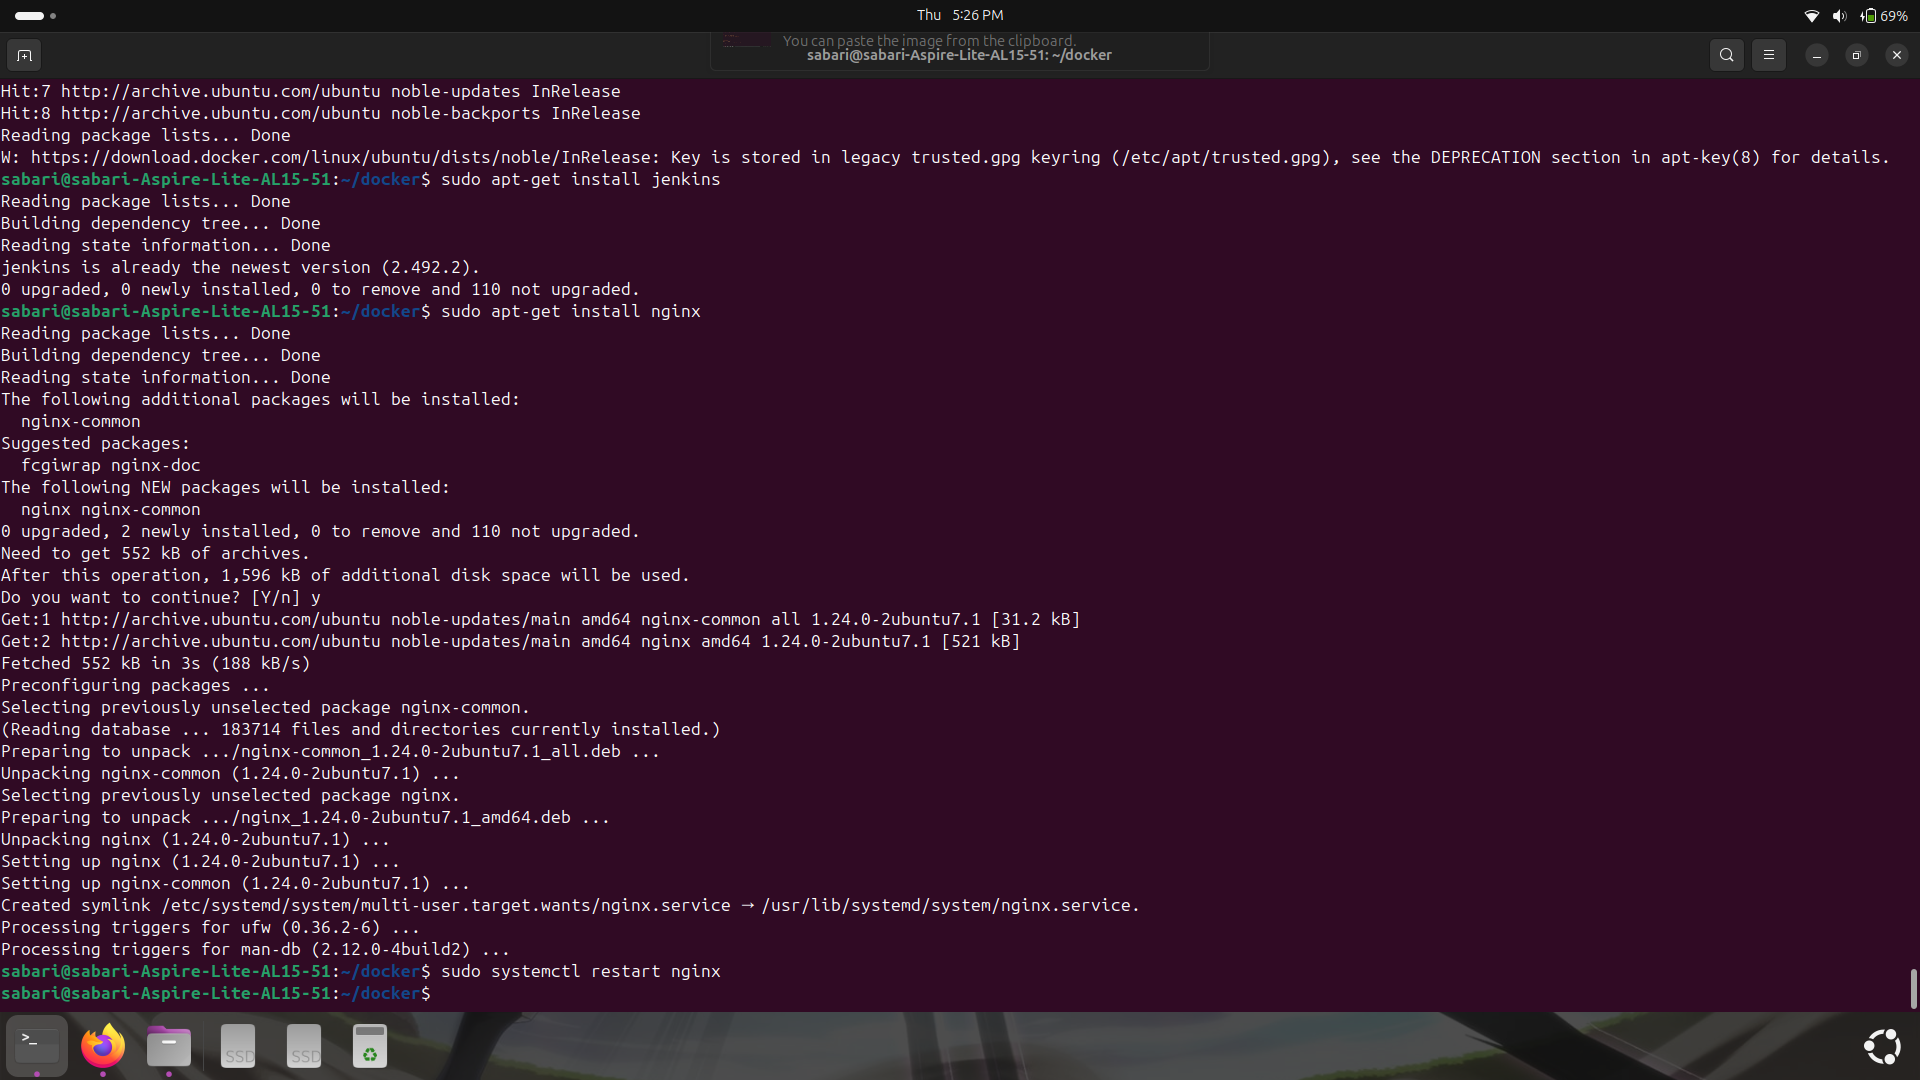 Thu 5:26 PM
69%
You can paste the image from the clipboard.
sabari@sabari-Aspire-Lite-AL15-51: ~/docker
Hit:7 http://archive.ubuntu.com/ubuntu noble-updates InRelease
Hit:8 http://archive.ubuntu.com/ubuntu noble-backports InRelease
Reading package lists... Done
W: https://download.docker.com/linux/ubuntu/dists/noble/InRelease: Key is stored in legacy trusted.gpg keyring (/etc/apt/trusted.gpg), see the DEPRECATION section in apt-key(8) for details.
sabari@sabari-Aspire-Lite-AL15-51:~/docker$ sudo apt-get install jenkins
Reading package lists... Done
Building dependency tree... Done
Reading state information... Done
jenkins is already the newest version (2.492.2).
0 upgraded, 0 newly installed, 0 to remove and 110 not upgraded.
sabari@sabari-Aspire-Lite-AL15-51:~/docker$ sudo apt-get install nginx
Reading package lists... Done
Building dependency tree... Done
Reading state information... Done
The following additional packages will be installed:
  nginx-common
Suggested packages:
  fcgiwrap nginx-doc
The following NEW packages will be installed:
  nginx nginx-common
0 upgraded, 2 newly installed, 0 to remove and 110 not upgraded.
Need to get 552 kB of archives.
After this operation, 1,596 kB of additional disk space will be used.
Do you want to continue? [Y/n] y
Get:1 http://archive.ubuntu.com/ubuntu noble-updates/main amd64 nginx-common all 1.24.0-2ubuntu7.1 [31.2 kB]
Get:2 http://archive.ubuntu.com/ubuntu noble-updates/main amd64 nginx amd64 1.24.0-2ubuntu7.1 [521 kB]
Fetched 552 kB in 3s (188 kB/s)
Preconfiguring packages ...
Selecting previously unselected package nginx-common.
(Reading database ... 183714 files and directories currently installed.)
Preparing to unpack .../nginx-common_1.24.0-2ubuntu7.1_all.deb ...
Unpacking nginx-common (1.24.0-2ubuntu7.1) ...
Selecting previously unselected package nginx.
Preparing to unpack .../nginx_1.24.0-2ubuntu7.1_amd64.deb ...
Unpacking nginx (1.24.0-2ubuntu7.1) ...
Setting up nginx (1.24.0-2ubuntu7.1) ...
Setting up nginx-common (1.24.0-2ubuntu7.1) ...
Created symlink /etc/systemd/system/multi-user.target.wants/nginx.service → /usr/lib/systemd/system/nginx.service.
Processing triggers for ufw (0.36.2-6) ...
Processing triggers for man-db (2.12.0-4build2) ...
sabari@sabari-Aspire-Lite-AL15-51:~/docker$ sudo systemctl restart nginx
sabari@sabari-Aspire-Lite-AL15-51:~/docker$
>_
SSD SSD